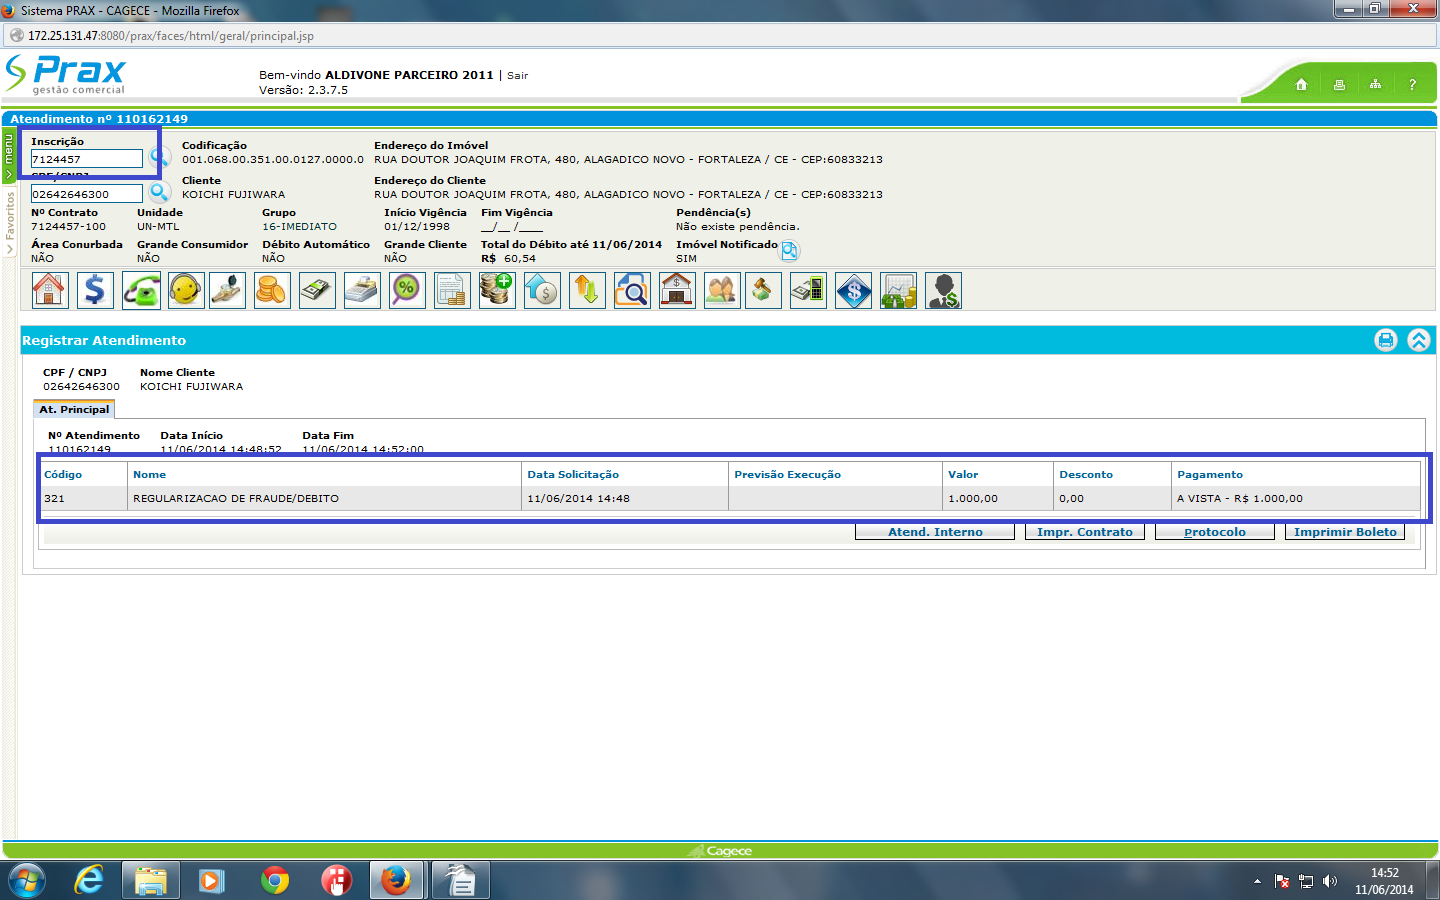 Sistema PRAX - CAGECE - Mozilla Firefox
172.25.131.47:8080/prax/faces/html/geral/principal.jsp
Prax
gestão comercial
Bem-vindo ALDIVONE PARCEIRO 2011 | Sair
Versão: 2.3.7.5
?
Atendimento nº 110162149
menu
Favoritos
Inscrição
7124457
Codificação
001.068.00.351.00.0127.0000.0
Endereço do Imóvel
RUA DOUTOR JOAQUIM FROTA, 480, ALAGADICO NOVO - FORTALEZA / CE - CEP:60833213
CPF/CNPJ
02642646300
Cliente
KOICHI FUJIWARA
Endereço do Cliente
RUA DOUTOR JOAQUIM FROTA, 480, ALAGADICO NOVO - FORTALEZA / CE - CEP:60833213
Nº Contrato Unidade Grupo Início Vigência Fim Vigência Pendência(s)
7124457-100 UN-MTL 16-IMEDIATO 01/12/1998 __/__ /____ Não existe pendência.
Área Conurbada Grande Consumidor Débito Automático Grande Cliente Total do Débito até 11/06/2014 Imóvel Notificado
NÃO NÃO NÃO NÃO R$ 60,54 SIM
Registrar Atendimento
CPF / CNPJ Nome Cliente
02642646300 KOICHI FUJIWARA
At. Principal
Nº Atendimento Data Início Data Fim
110162149 11/06/2014 14:48:52 11/06/2014 14:52:00
Código Nome Data Solicitação Previsão Execução Valor Desconto Pagamento
321 REGULARIZACAO DE FRAUDE/DEBITO 11/06/2014 14:48 1.000,00 0,00 A VISTA - R$ 1.000,00
Atend. Interno Impr. Contrato Protocolo Imprimir Boleto
Cagece
14:52
11/06/2014